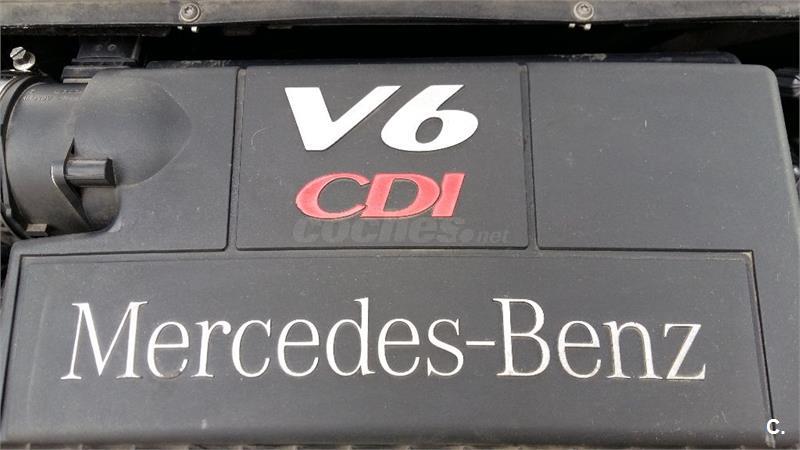 V6
CDI
coches.net
Mercedes-Benz
C.